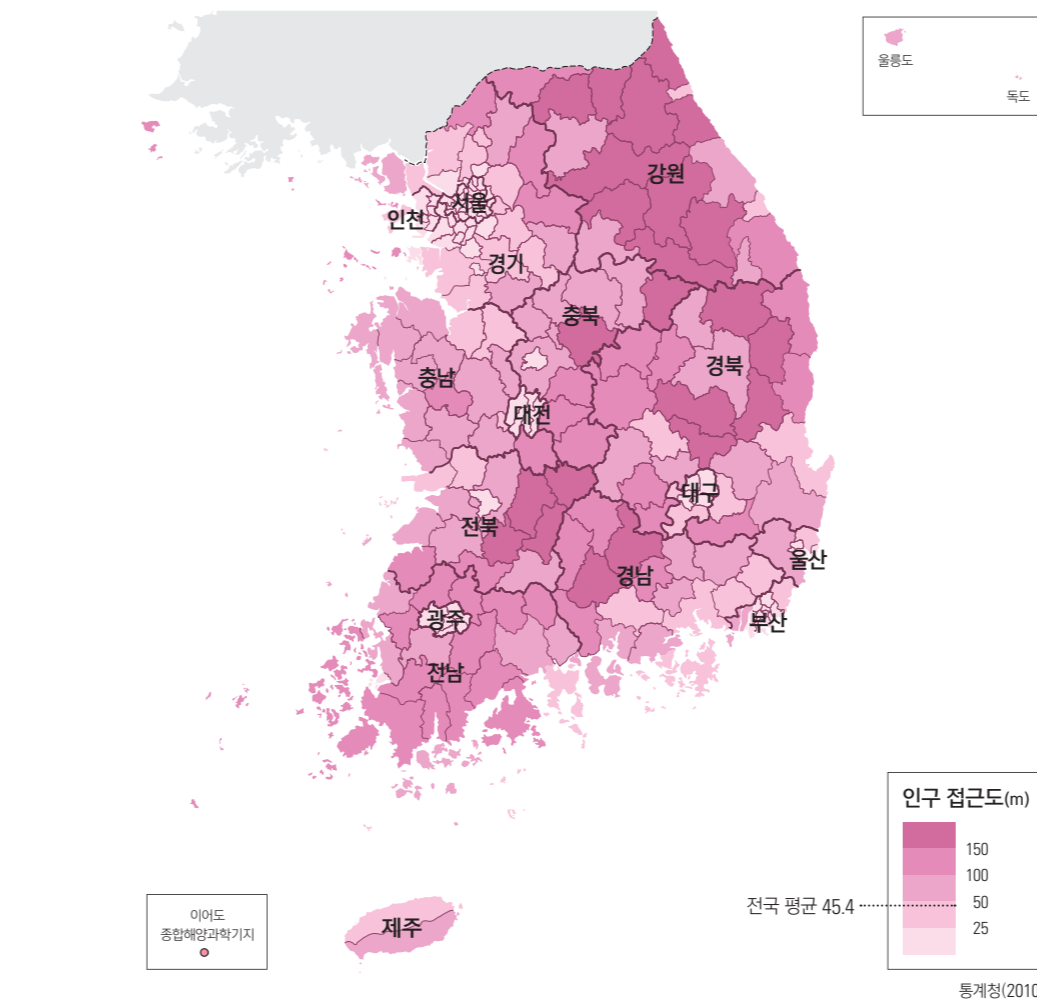 울릉도
독도
강원
서울
인천
경기
충북
경북
충남
대전
대구
전북
울산
경남
광주
부산
전남
제주
이어도
종합해양과학기지
인구 접근도(m)
150
100
50
전국 평균 45.4
25
통계청(2010